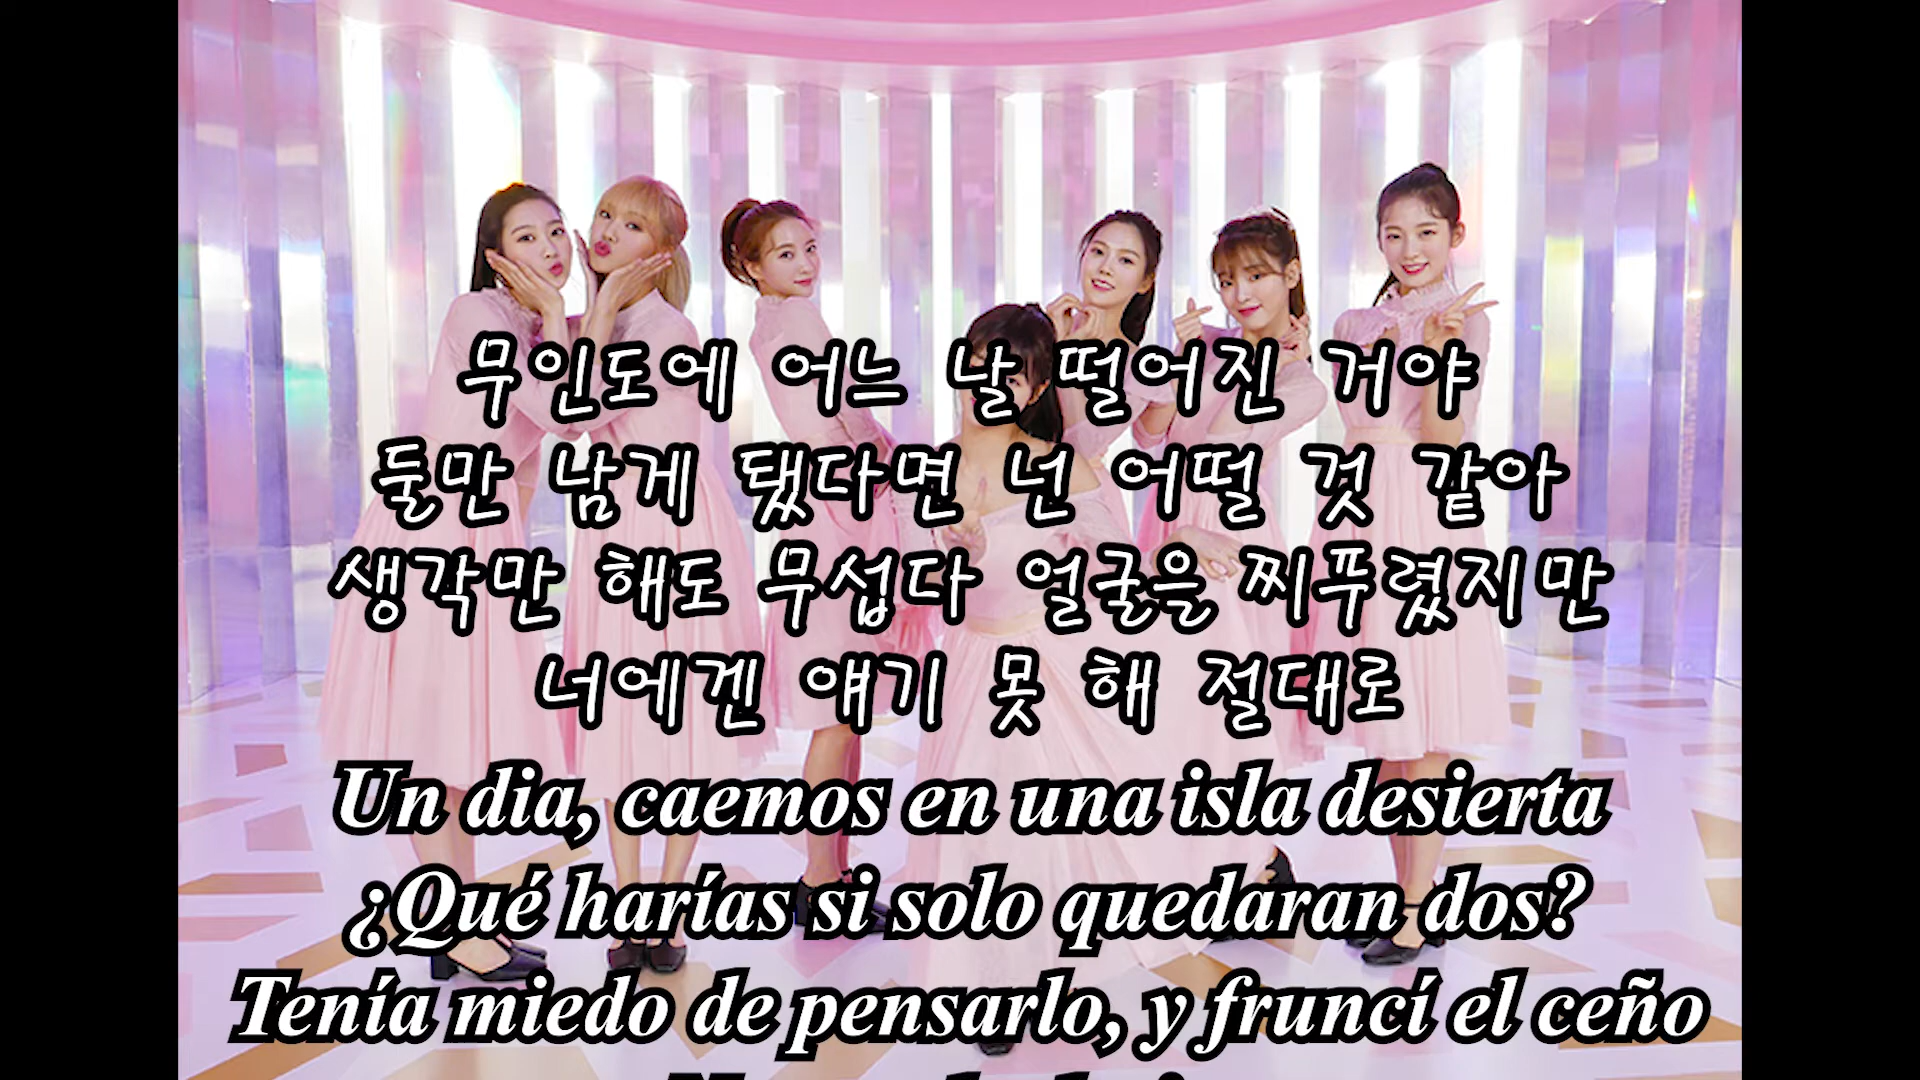 무인도에 어느 날 떨어진 거야
둘만 남게 됐다면 넌 어떨 것 같아
생각만 해도 무섭다 얼굴을 찌푸렸지만
너에겐 얘기 못 해 절대로
Un dia, caemos en una isla desierta
¿Qué harías si solo quedaran dos?
Tenía miedo de pensarlo, y fruncí el ceño